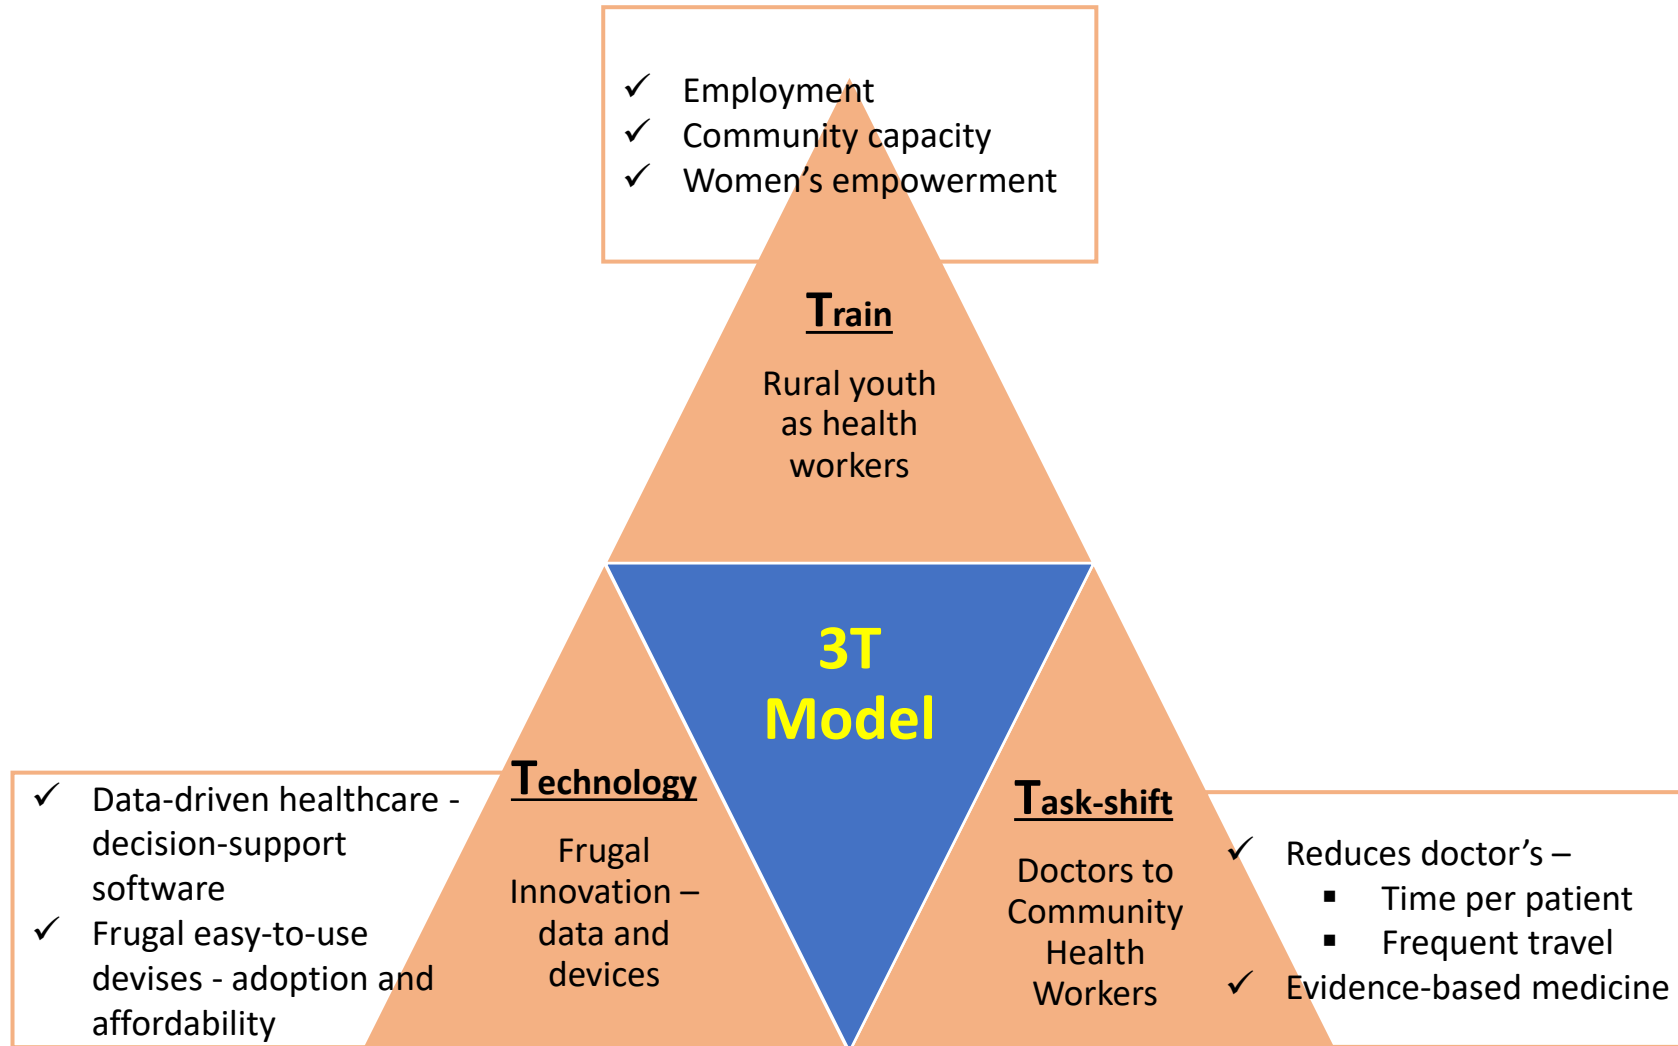 ✓ Employment
✓ Community capacity
✓ Women’s empowerment
Train
Rural youth
as health
workers
3T
Model
Technology
Frugal
Innovation –
data and
devices
✓ Data-driven healthcare -
decision-support
software
✓ Frugal easy-to-use
devises - adoption and
affordability
Task-shift
Doctors to
Community
Health
Workers
✓ Reduces doctor’s –
▪ Time per patient
▪ Frequent travel
✓ Evidence-based medicine